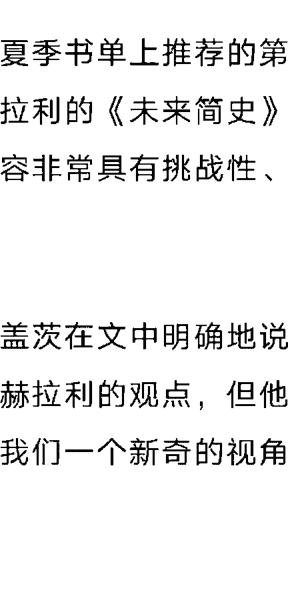 夏季书单上推荐的第
拉利的《未来简史》
容非常具有挑战性、
盖茨在文中明确地说
赫拉利的观点，但他
我们一个新奇的视角